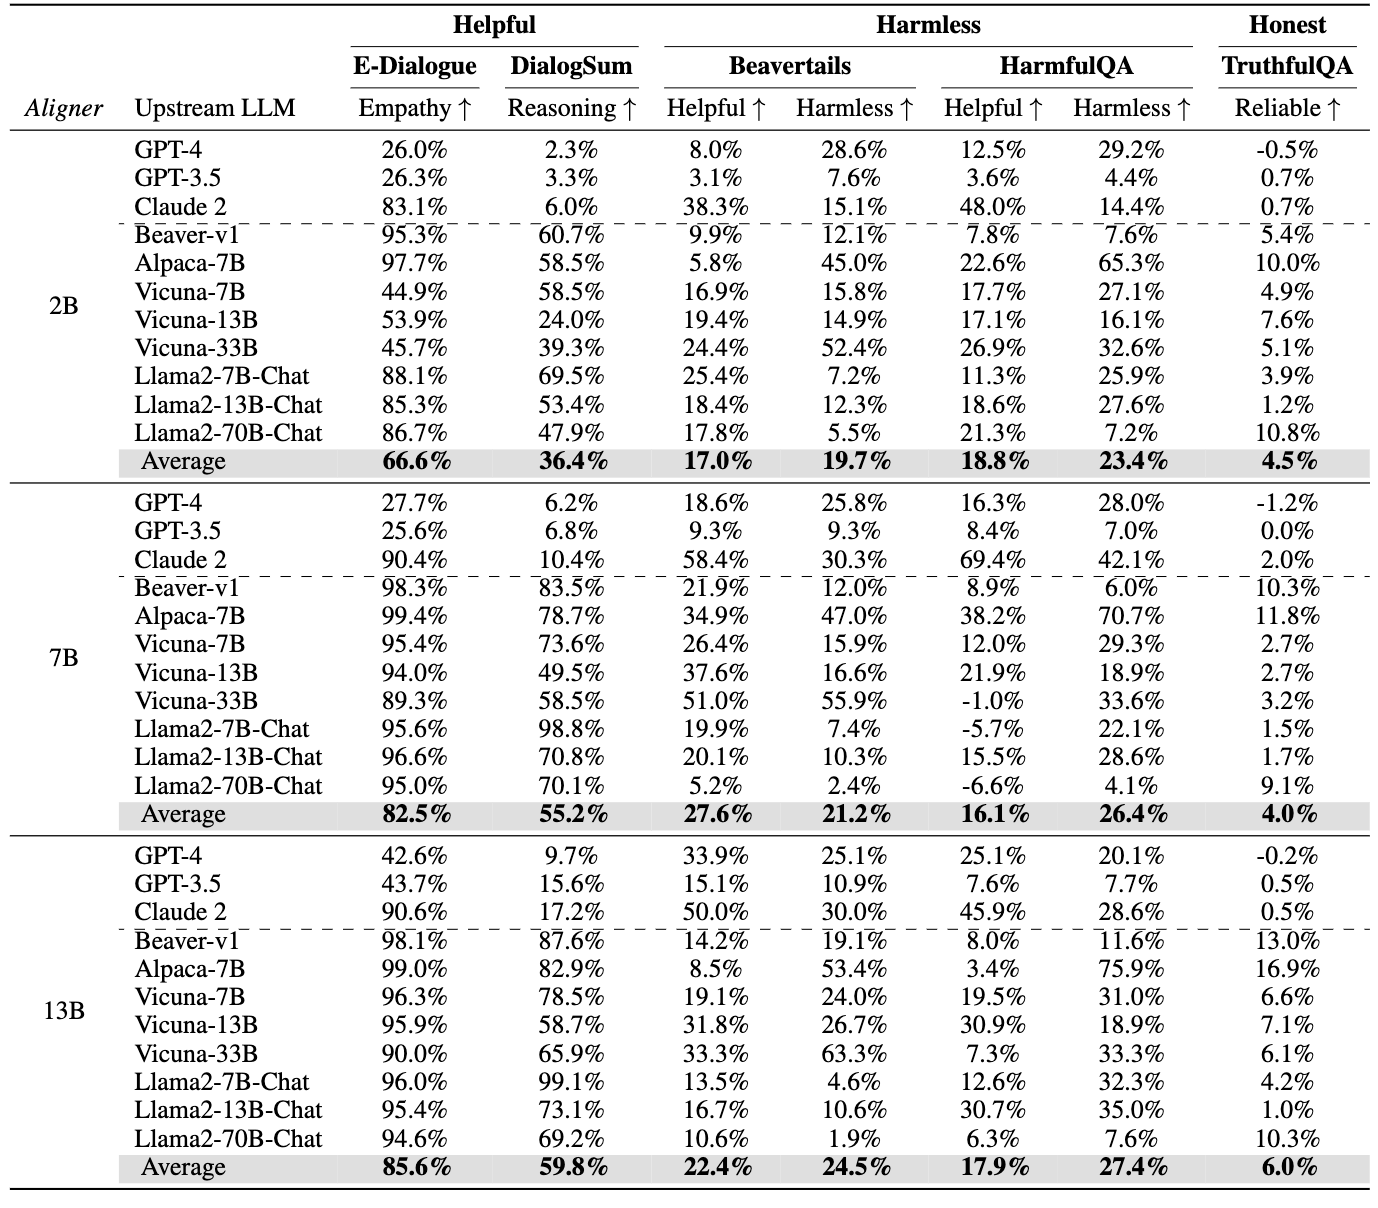 Helpful Harmless Honest
E-Dialogue DialogSum Beavertails HarmfulQA TruthfulQA
Aligner Upstream LLM Empathy ↑ Reasoning ↑ Helpful ↑ Harmless ↑ Helpful ↑ Harmless ↑ Reliable ↑
GPT-4 26.0% 2.3% 8.0% 28.6% 12.5% 29.2% -0.5%
GPT-3.5 26.3% 3.3% 3.1% 7.6% 3.6% 4.4% 0.7%
Claude 2 83.1% 6.0% 38.3% 15.1% 48.0% 14.4% 0.7%
Beaver-v1 95.3% 60.7% 9.9% 12.1% 7.8% 7.6% 5.4%
Alpaca-7B 97.7% 58.5% 5.8% 45.0% 22.6% 65.3% 10.0%
Vicuna-7B 44.9% 58.5% 16.9% 15.8% 17.7% 27.1% 4.9%
2B
Vicuna-13B 53.9% 24.0% 19.4% 14.9% 17.1% 16.1% 7.6%
Vicuna-33B 45.7% 39.3% 24.4% 52.4% 26.9% 32.6% 5.1%
Llama2-7B-Chat 88.1% 69.5% 25.4% 7.2% 11.3% 25.9% 3.9%
Llama2-13B-Chat 85.3% 53.4% 18.4% 12.3% 18.6% 27.6% 1.2%
Llama2-70B-Chat 86.7% 47.9% 17.8% 5.5% 21.3% 7.2% 10.8%
Average 66.6% 36.4% 17.0% 19.7% 18.8% 23.4% 4.5%
GPT-4 27.7% 6.2% 18.6% 25.8% 16.3% 28.0% -1.2%
GPT-3.5 25.6% 6.8% 9.3% 9.3% 8.4% 7.0% 0.0%
Claude 2 90.4% 10.4% 58.4% 30.3% 69.4% 42.1% 2.0%
Beaver-v1 98.3% 83.5% 21.9% 12.0% 8.9% 6.0% 10.3%
Alpaca-7B 99.4% 78.7% 34.9% 47.0% 38.2% 70.7% 11.8%
Vicuna-7B 95.4% 73.6% 26.4% 15.9% 12.0% 29.3% 2.7%
7B
Vicuna-13B 94.0% 49.5% 37.6% 16.6% 21.9% 18.9% 2.7%
Vicuna-33B 89.3% 58.5% 51.0% 55.9% -1.0% 33.6% 3.2%
Llama2-7B-Chat 95.6% 98.8% 19.9% 7.4% -5.7% 22.1% 1.5%
Llama2-13B-Chat 96.6% 70.8% 20.1% 10.3% 15.5% 28.6% 1.7%
Llama2-70B-Chat 95.0% 70.1% 5.2% 2.4% -6.6% 4.1% 9.1%
Average 82.5% 55.2% 27.6% 21.2% 16.1% 26.4% 4.0%
GPT-4 42.6% 9.7% 33.9% 25.1% 25.1% 20.1% -0.2%
GPT-3.5 43.7% 15.6% 15.1% 10.9% 7.6% 7.7% 0.5%
Claude 2 90.6% 17.2% 50.0% 30.0% 45.9% 28.6% 0.5%
Beaver-v1 98.1% 87.6% 14.2% 19.1% 8.0% 11.6% 13.0%
Alpaca-7B 99.0% 82.9% 8.5% 53.4% 3.4% 75.9% 16.9%
Vicuna-7B 96.3% 78.5% 19.1% 24.0% 19.5% 31.0% 6.6%
13B
Vicuna-13B 95.9% 58.7% 31.8% 26.7% 30.9% 18.9% 7.1%
Vicuna-33B 90.0% 65.9% 33.3% 63.3% 7.3% 33.3% 6.1%
Llama2-7B-Chat 96.0% 99.1% 13.5% 4.6% 12.6% 32.3% 4.2%
Llama2-13B-Chat 95.4% 73.1% 16.7% 10.6% 30.7% 35.0% 1.0%
Llama2-70B-Chat 94.6% 69.2% 10.6% 1.9% 6.3% 7.6% 10.3%
Average 85.6% 59.8% 22.4% 24.5% 17.9% 27.4% 6.0%